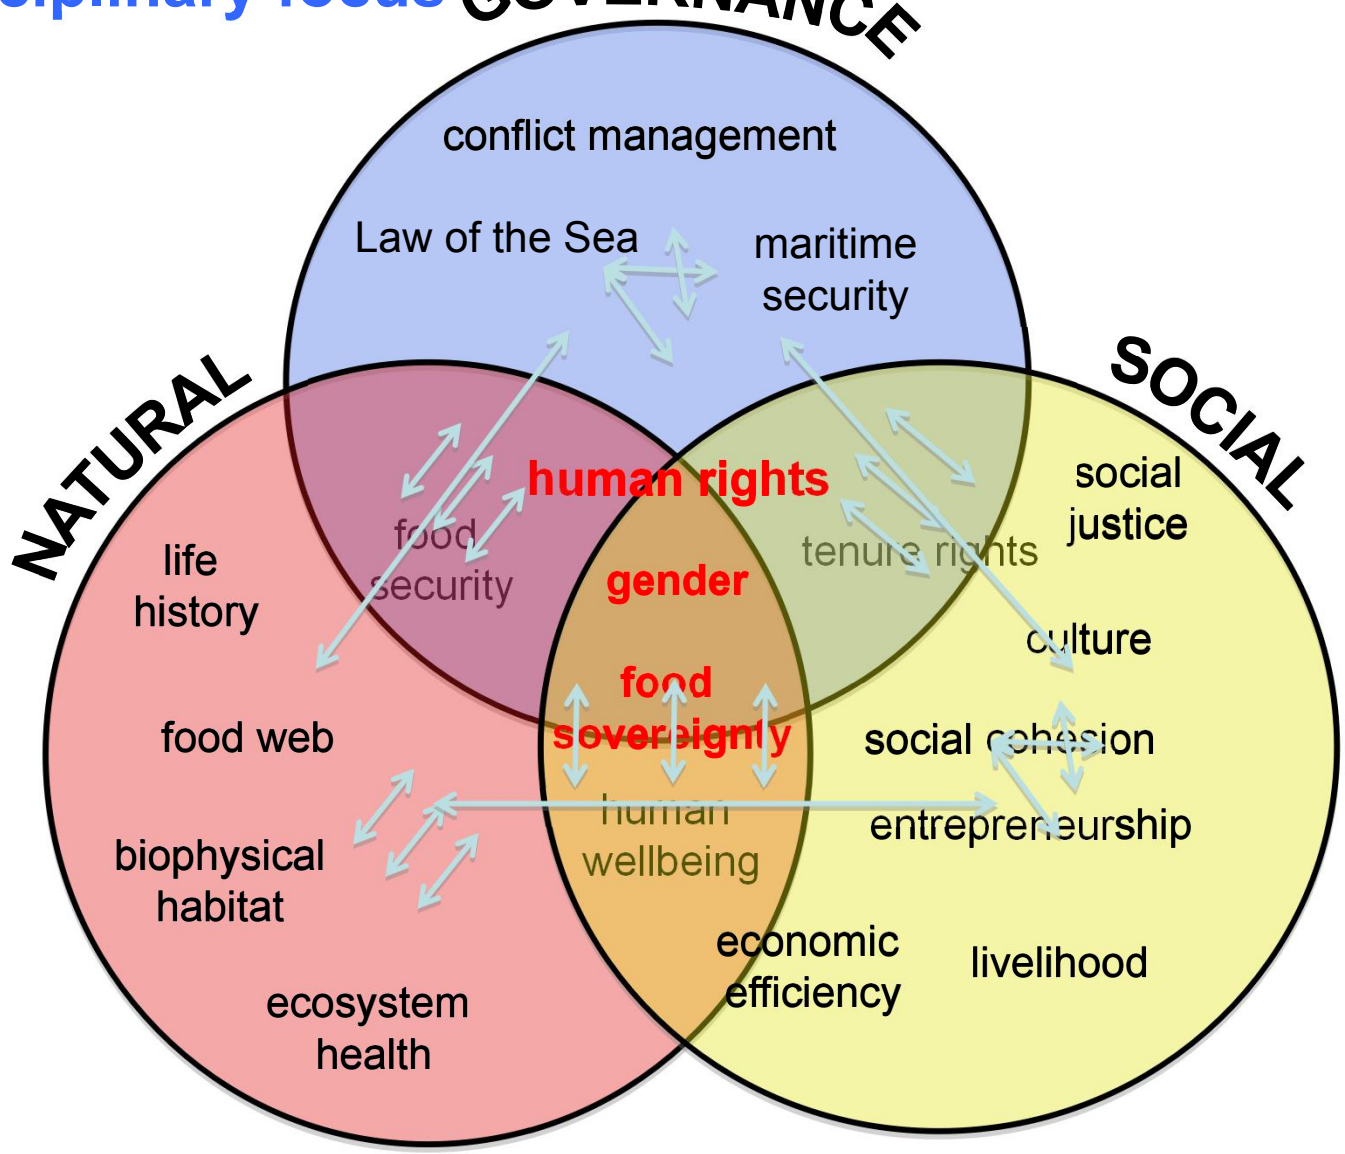 focus
GOVERNANCE
conflict management
Law of the Sea
maritime
security
NATURAL
SOCIAL
human rights
social
justice
food
security
tenure rights
life
history
gender
culture
food
sovereignty
food web
social cohesion
human
wellbeing
entrepreneurship
biophysical
habitat
economic
efficiency
livelihood
ecosystem
health